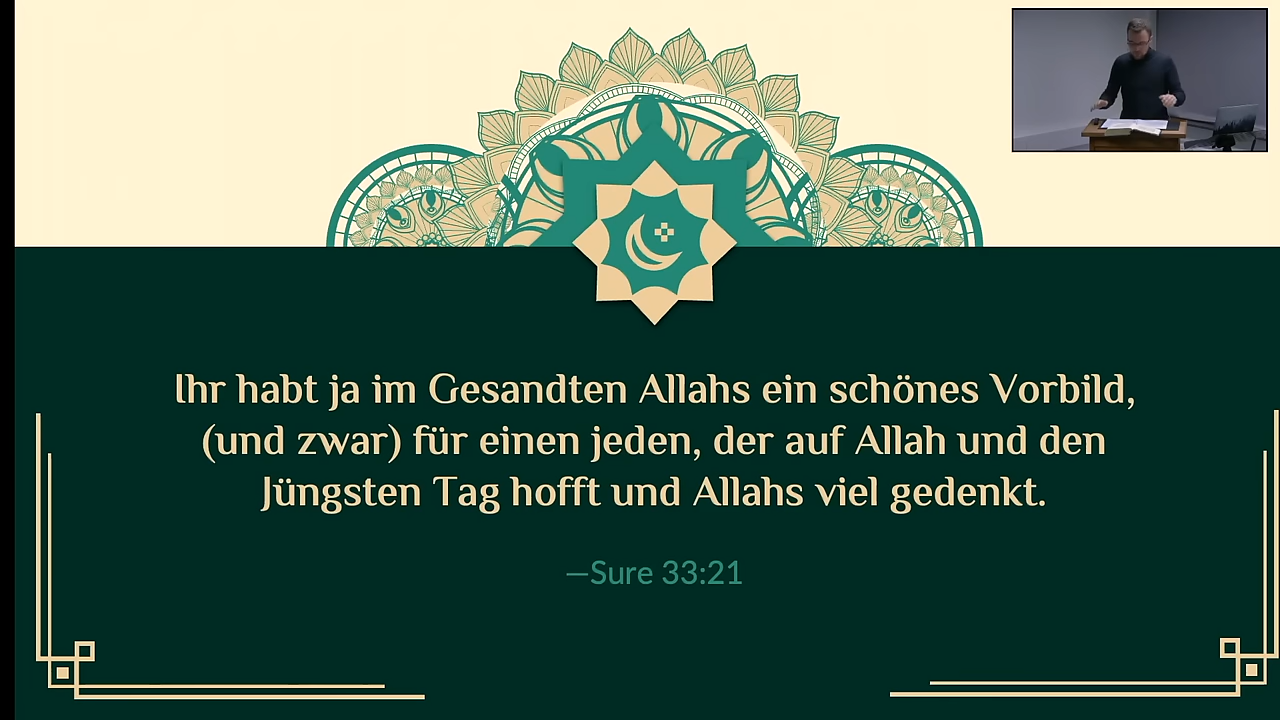 Ihr habt ja im Gesandten Allahs ein schönes Vorbild,
(und zwar) für einen jeden, der auf Allah und den
Jüngsten Tag hofft und Allahs viel gedenkt.
—Sure 33:21